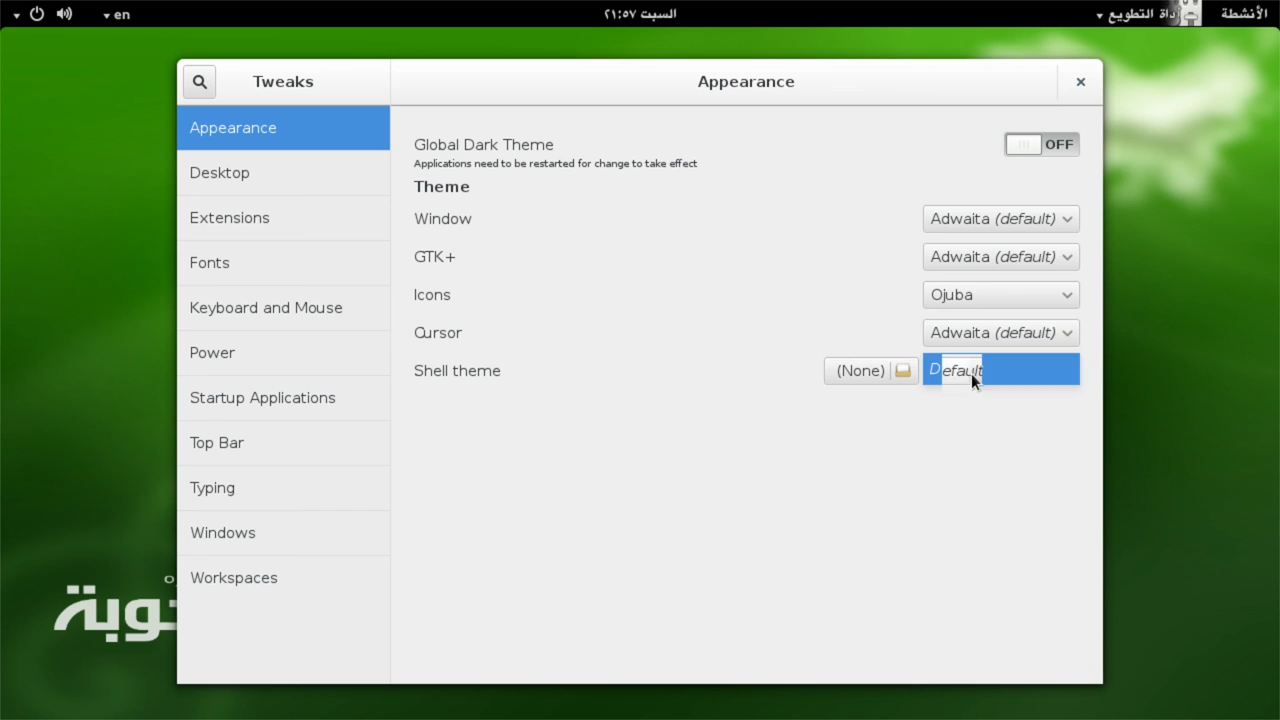 الأنشطة
أداة التطويع
السبت ٢١:٥٧
en
Tweaks
Appearance
Appearance
Desktop
Extensions
Fonts
Keyboard and Mouse
Power
Startup Applications
Top Bar
Typing
Windows
Workspaces
Global Dark Theme
OFF
Applications need to be restarted for change to take effect
Theme
Window
Adwaita (default)
GTK+
Adwaita (default)
Icons
Ojuba
Cursor
Adwaita (default)
Shell theme
(None)
Default